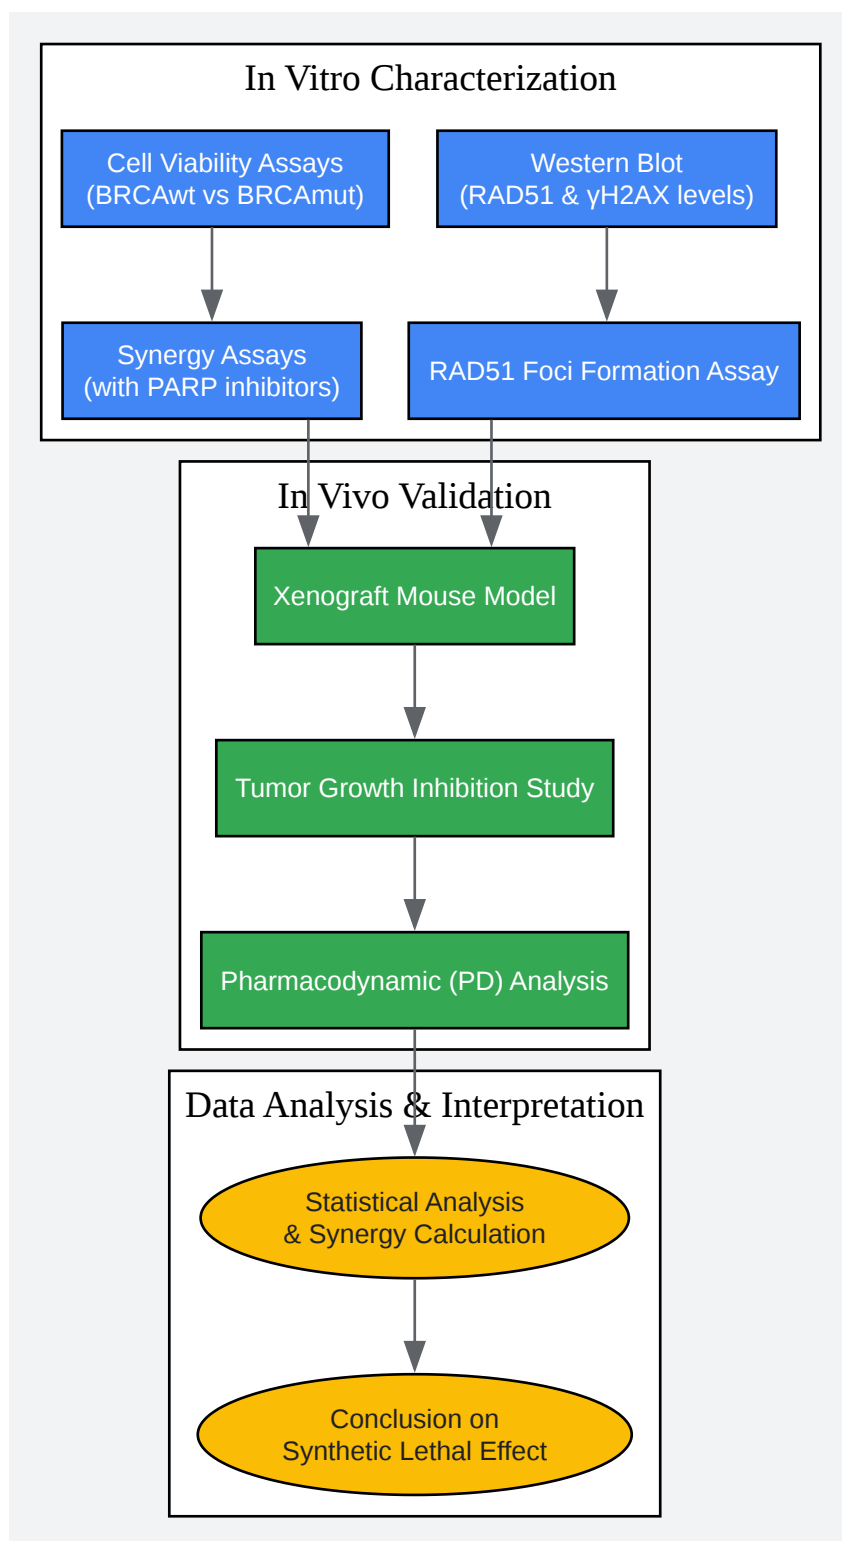 In Vitro Characterization
Cell Viability Assays
(BRCAwt vs BRCAmut)
Western Blot
(RAD51 & γH2AX levels)
Synergy Assays
(with PARP inhibitors)
RAD51 Foci Formation Assay
In Vivo Validation
Xenograft Mouse Model
Tumor Growth Inhibition Study
Pharmacodynamic (PD) Analysis
Data Analysis & Interpretation
Statistical Analysis
& Synergy Calculation
Conclusion on
Synthetic Lethal Effect